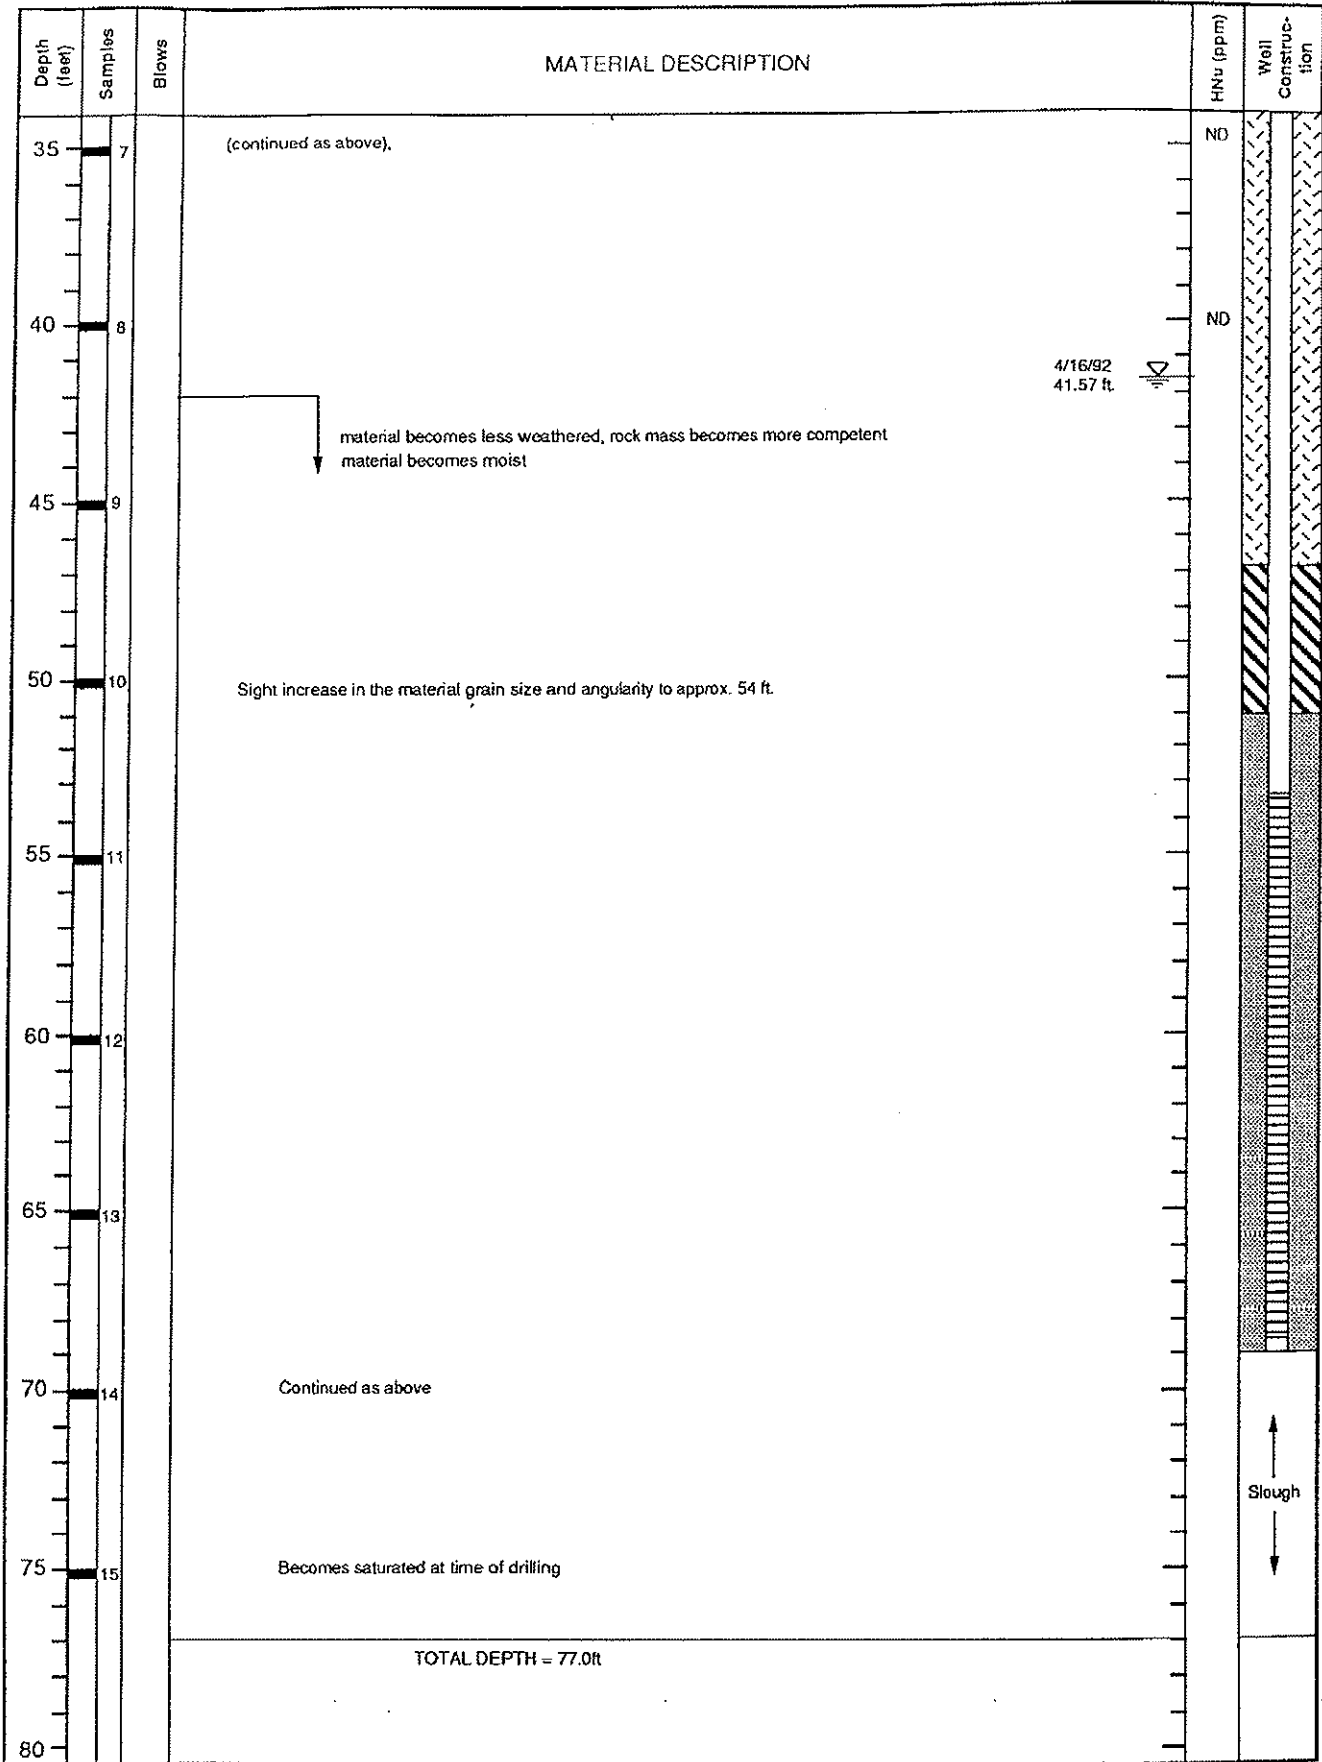 Depth
(feet)
Samples
Blows
MATERIAL DESCRIPTION
HNu (ppm)
Well
Construc-
tion
35
7
(continued as above).
ND
40
8
ND
4/16/92
41.57 ft.
material becomes less weathered, rock mass becomes more competent
material becomes moist
45
9
50
10
Sight increase in the material grain size and angularity to approx. 54 ft.
55
11
60
12
65
13
70
14
Continued as above
Slough
75
15
Becomes saturated at time of drilling
TOTAL DEPTH = 77.0ft
80